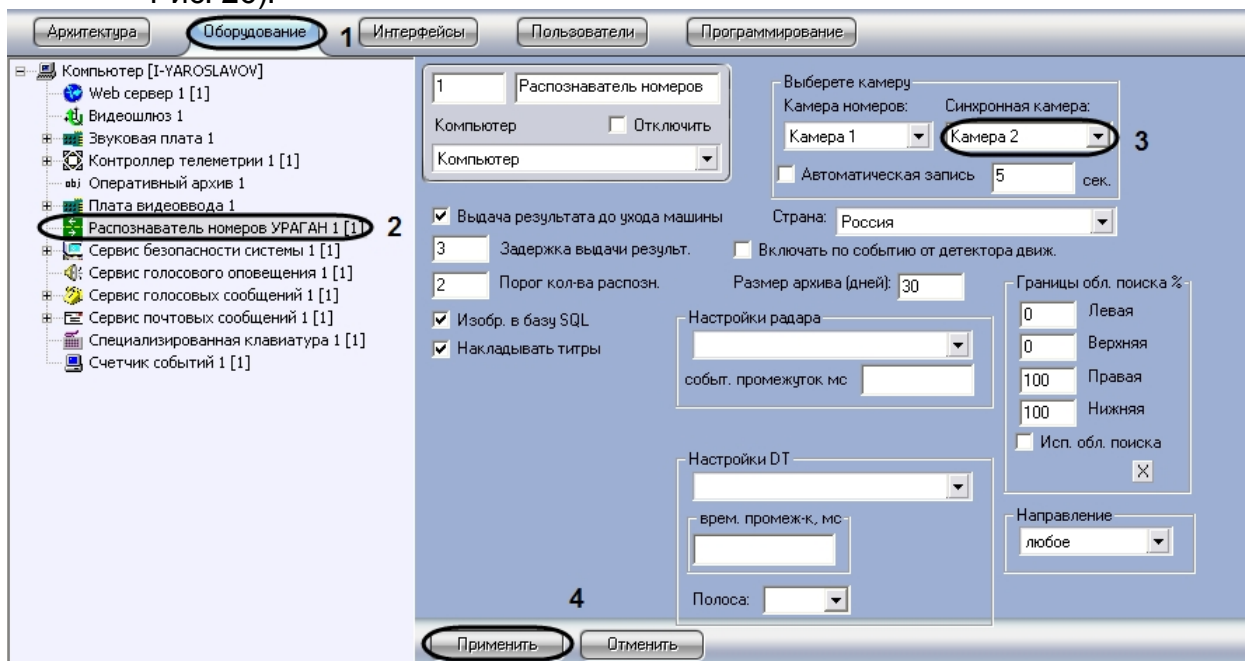 Рис. 20).
Архитектура Оборудование 1 Интерфейсы Пользователи Программирование
Компьютер [I-YAROSLAVOV]
Web сервер 1 [1]
Видеошлюз 1
Звуковая плата 1
Контроллер телеметрии 1 [1]
obj Оперативный архив 1
Плата видеоввода 1
Распознаватель номеров УРАГАН 1 [1] 2
Сервис безопасности системы 1 [1]
Сервис голосового оповещения 1 [1]
Сервис голосовых сообщений 1 [1]
Сервис почтовых сообщений 1 [1]
Специализированная клавиатура 1 [1]
Счетчик событий 1 [1]
1 Распознаватель номеров
Компьютер Отключить
Компьютер
Выберете камеру
Камера номеров: Синхронная камера:
Камера 1 Камера 2 3
Автоматическая запись 5 сек.
Выдача результата до ухода машины Страна: Россия
3 Задержка выдачи результ. Включать по событию от детектора движ.
2 Порог кол-ва распозн. Размер архива (дней): 30
Изобр. в базу SQL
Накладывать титры
Настройки радара
событ. промежуток мс
Границы обл. поиска %
0 Левая
0 Верхняя
100 Правая
100 Нижняя
Исп. обл. поиска
X
Настройки DT
врем. промеж-к, мс
Полоса:
Направление
любое
4
Применить Отменить